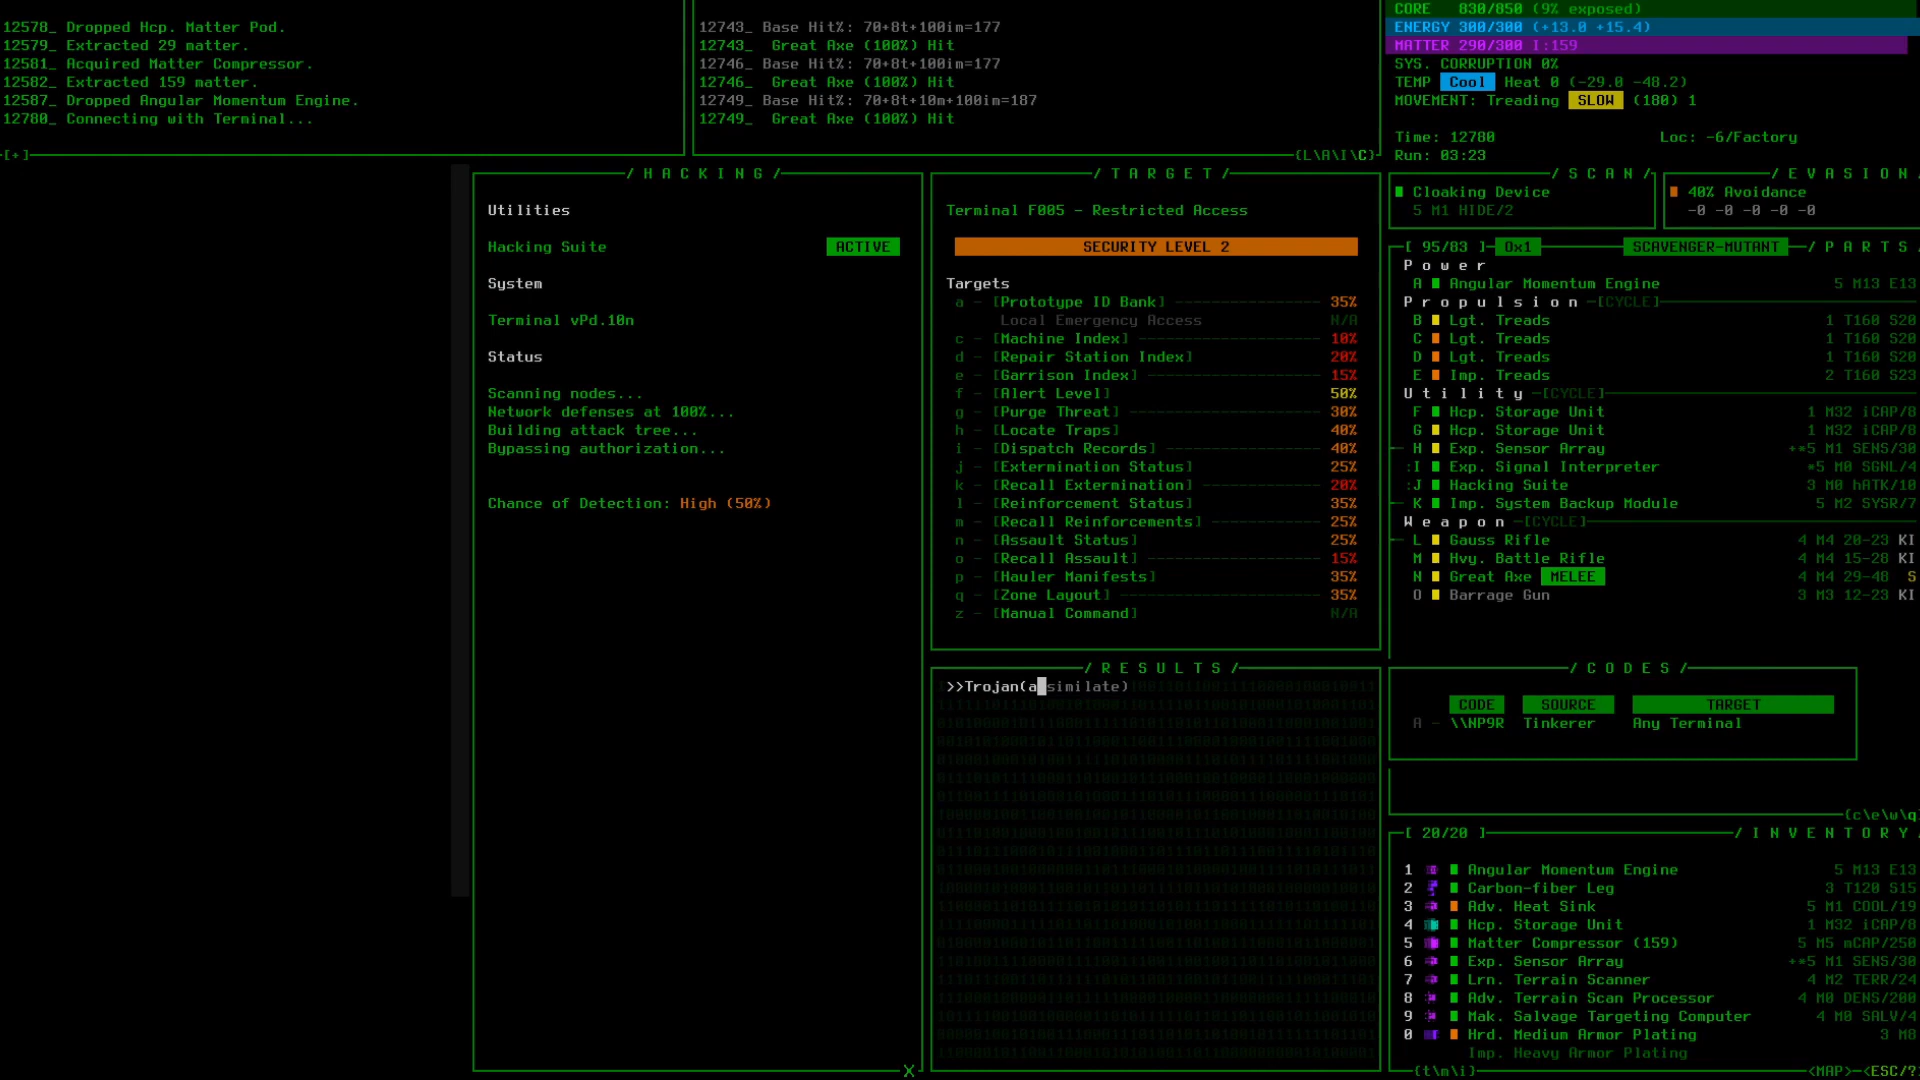 12578_ Dropped Hcp. Matter Pod.
12579_ Extracted 29 matter.
12581_ Acquired Matter Compressor.
12582_ Extracted 159 matter.
12587_ Dropped Angular Momentum Engine.
12780_ Connecting with Terminal...
[+]
12743_ Base Hit%: 70+8t+100im=177
12743_ Great Axe (100%) Hit
12746_ Base Hit%: 70+8t+100im=177
12746_ Great Axe (100%) Hit
12749_ Base Hit%: 70+8t+10m+100im=187
12749_ Great Axe (100%) Hit
(L\A\I\C)
CORE 830/850 (9% exposed)
ENERGY 300/300 (+13.0 +15.4)
MATTER 290/300 I:159
SYS. CORRUPTION 0%
TEMP Cool Heat 0 (-29.0 -48.2)
MOVEMENT: Treading SLOW (180) 1
Time: 12780 Loc: -6/Factory
Run: 03:23
/ H A C K I N G /
Utilities
Hacking Suite ACTIVE
System
Terminal vPd.10n
Status
Scanning nodes...
Network defenses at 100%...
Building attack tree...
Bypassing authorization...
Chance of Detection: High (50%)
X
/ T A R G E T /
Terminal F005 - Restricted Access
SECURITY LEVEL 2
Targets
a - [Prototype ID Bank] 35%
Local Emergency Access N/A
c - [Machine Index] 10%
d - [Repair Station Index] 20%
e - [Garrison Index] 15%
f - [Alert Level] 50%
g - [Purge Threat] 30%
h - [Locate Traps] 40%
i - [Dispatch Records] 40%
j - [Extermination Status] 25%
k - [Recall Extermination] 20%
l - [Reinforcement Status] 35%
m - [Recall Reinforcements] 25%
n - [Assault Status] 25%
o - [Recall Assault] 15%
p - [Hauler Manifests] 35%
q - [Zone Layout] 35%
z - [Manual Command] N/A
/ R E S U L T S /
>>Trojan(assimilate)
/ S C A N /
Cloaking Device
5 M1 HIDE/2
/ E V A S I O N
40% Avoidance
-0 -0 -0 -0 -0
[ 95/83 ] 0x1 SCAVENGER-MUTANT / P A R T S
P o w e r
A Angular Momentum Engine 5 M13 E13
P r o p u l s i o n [CYCLE]
B Lgt. Treads 1 T160 S20
C Lgt. Treads 1 T160 S20
D Lgt. Treads 1 T160 S20
E Imp. Treads 2 T160 S23
U t i l i t y [CYCLE]
F Hcp. Storage Unit 1 M32 iCAP/8
G Hcp. Storage Unit 1 M32 iCAP/8
H Exp. Sensor Array **5 M1 SENS/30
:I Exp. Signal Interpreter *5 M0 SGNL/4
:J Hacking Suite 3 M0 hATK/10
K Imp. System Backup Module 5 M2 SYSR/7
W e a p o n [CYCLE]
L Gauss Rifle 4 M4 20-23 KI
M Hvy. Battle Rifle 4 M4 15-28 KI
N Great Axe MELEE 4 M4 29-48 S
O Barrage Gun 3 M3 12-23 KI
/ C O D E S /
CODE SOURCE TARGET
A - \\NP9R Tinkerer Any Terminal
(c\e\w\q
[ 20/20 ] / I N V E N T O R Y
1 Angular Momentum Engine 5 M13 E13
2 Carbon-fiber Leg 3 T120 S15
3 Adv. Heat Sink 5 M1 COOL/19
4 Hcp. Storage Unit 1 M32 iCAP/8
5 Matter Compressor (159) 5 M5 mCAP/250
6 Exp. Sensor Array **5 M1 SENS/30
7 Lrn. Terrain Scanner 4 M2 TERR/24
8 Adv. Terrain Scan Processor 4 M0 DENS/200
9 Mak. Salvage Targeting Computer 4 M0 SALV/4
0 Hrd. Medium Armor Plating 3 M8
Imp. Heavy Armor Plating
(t\m\i) <MAP>-<ESC/?